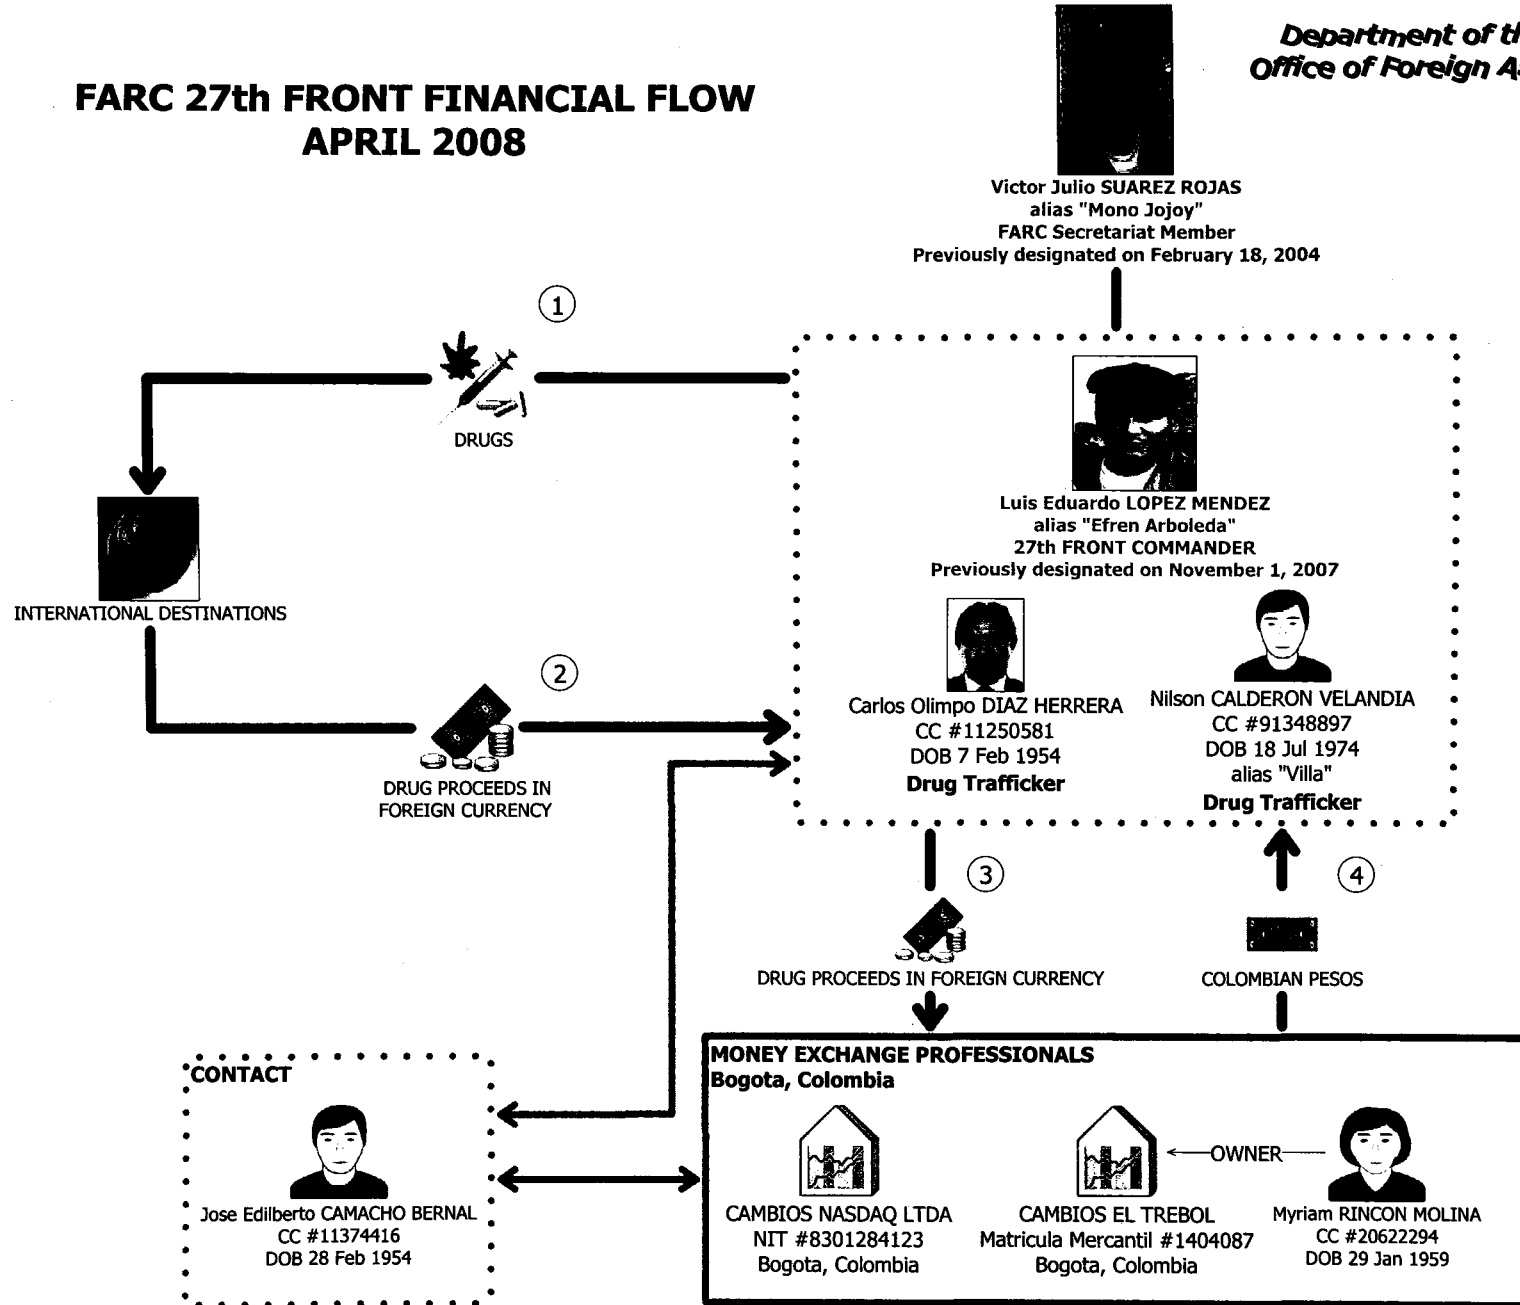 Department of th
Office of Foreign A
FARC 27th FRONT FINANCIAL FLOW
APRIL 2008
Victor Julio SUAREZ ROJAS
alias "Mono Jojoy"
FARC Secretariat Member
Previously designated on February 18, 2004
1
DRUGS
Luis Eduardo LOPEZ MENDEZ
alias "Efren Arboleda"
27th FRONT COMMANDER
Previously designated on November 1, 2007
INTERNATIONAL DESTINATIONS
2
DRUG PROCEEDS IN
FOREIGN CURRENCY
Carlos Olimpo DIAZ HERRERA
CC #11250581
DOB 7 Feb 1954
Drug Trafficker
Nilson CALDERON VELANDIA
CC #91348897
DOB 18 Jul 1974
alias "Villa"
Drug Trafficker
3
DRUG PROCEEDS IN FOREIGN CURRENCY
4
COLOMBIAN PESOS
CONTACT
Jose Edilberto CAMACHO BERNAL
CC #11374416
DOB 28 Feb 1954
MONEY EXCHANGE PROFESSIONALS
Bogota, Colombia
CAMBIOS NASDAQ LTDA
NIT #8301284123
Bogota, Colombia
CAMBIOS EL TREBOL
Matricula Mercantil #1404087
Bogota, Colombia
OWNER
Myriam RINCON MOLINA
CC #20622294
DOB 29 Jan 1959